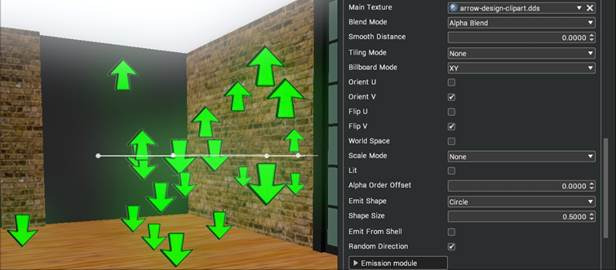 Main Texture arrow-design-clipart.dds
Blend Mode Alpha Blend
Smooth Distance 0.0000
Tiling Mode None
Billboard Mode XY
Orient U
Orient V
Flip U
Flip V
World Space
Scale Mode None
Lit
Alpha Order Offset 0.0000
Emit Shape Circle
Shape Size 0.5000
Emit From Shell
Random Direction
Emission module